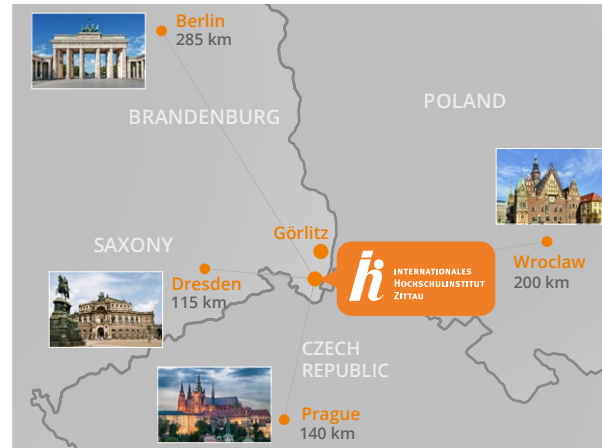 Berlin
285 km
BRANDENBURG
POLAND
Görlitz
SAXONY
Dresden
115 km
INTERNATIONALES
HOCHSCHULINSTITUT
ZITTAU
Wroclaw
200 km
CZECH
REPUBLIC
Prague
140 km